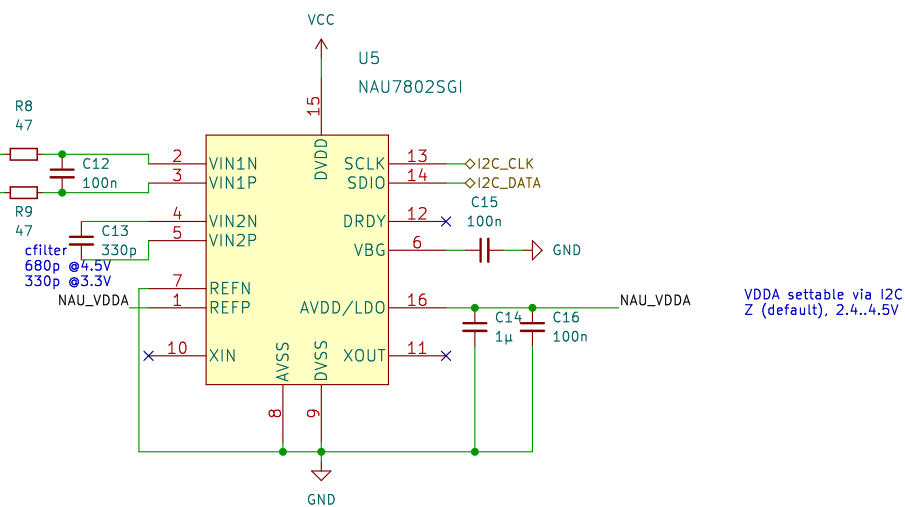 VCC
U5
NAU7802SGI
15
R8
47
DVDD
2 VIN1N
SCLK 13 I2C_CLK
C12
100n
3 VIN1P
SDIO 14 I2C_DATA
R9
47
C15
100n
4 VIN2N
DRDY 12
C13
330p
5 VIN2P
VBG 6
GND
cfilter
680p @4.5V
330p @3.3V
7 REFN
NAU_VDDA 1 REFP
AVDD/LDO 16 NAU_VDDA
VDDA settable via I2C
Z (default), 2.4..4.5V
C14
1µ
C16
100n
10 XIN
XOUT 11
AVSS
DVSS
8
9
GND